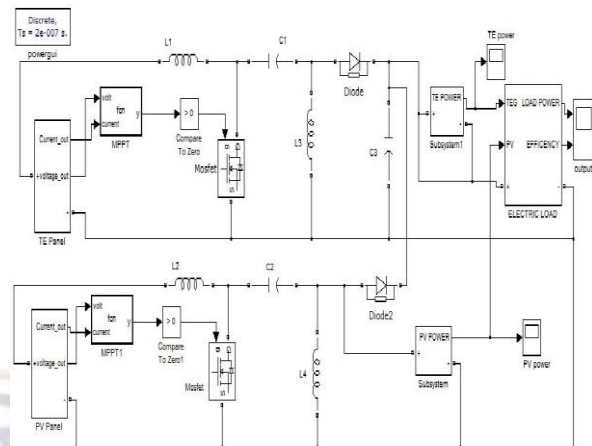 Discrete,
Ts = 2e-007 s.
powergui
L1
C1
Diode
TE power
volt
current
fcn
y
MPPT
> 0
Compare
To Zero
Mosfet
g
D
S
L3
C3
TE POWER
+
-
Subsystem1
TEG
LOAD POWER
PV
EFFICENCY
+
-
ELECTRIC LOAD
output
Current_out
+voltage_out
-
TE Panel
L2
C2
Diode2
volt
current
fcn
y
MPPT1
> 0
Compare
To Zero1
Mosfet
g
D
S
L4
PV POWER
+
-
Subsystem
PV power
Current_out
+voltage_out
-
PV Panel